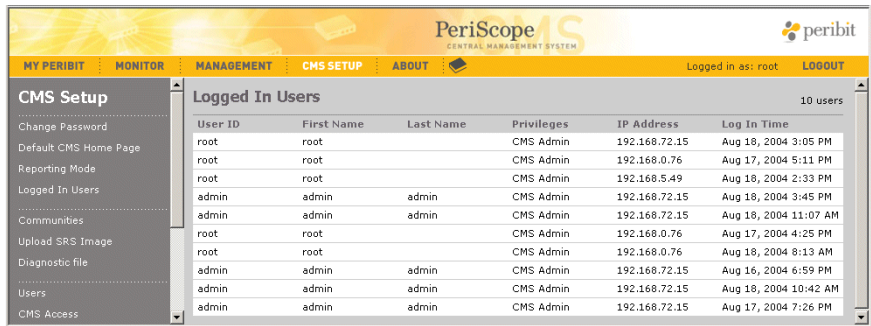 PeriScope
CENTRAL MANAGEMENT SYSTEM
peribit
MY PERIBIT MONITOR MANAGEMENT CMS SETUP ABOUT Logged in as: root LOGOUT
CMS Setup
Change Password
Default CMS Home Page
Reporting Mode
Logged In Users
Communities
Upload SRS Image
Diagnostic file
Users
CMS Access
Logged In Users
10 users
User ID First Name Last Name Privileges IP Address Log In Time
root root CMS Admin 192.168.72.15 Aug 18, 2004 3:05 PM
root root CMS Admin 192.168.0.76 Aug 17, 2004 5:11 PM
root root CMS Admin 192.168.5.49 Aug 18, 2004 2:33 PM
admin admin admin CMS Admin 192.168.72.15 Aug 18, 2004 3:45 PM
admin admin admin CMS Admin 192.168.72.15 Aug 18, 2004 11:07 AM
root root CMS Admin 192.168.0.76 Aug 17, 2004 4:25 PM
root root CMS Admin 192.168.0.76 Aug 18, 2004 8:13 AM
admin admin admin CMS Admin 192.168.72.15 Aug 16, 2004 6:59 PM
admin admin admin CMS Admin 192.168.72.15 Aug 18, 2004 10:42 AM
admin admin admin CMS Admin 192.168.72.15 Aug 17, 2004 7:26 PM